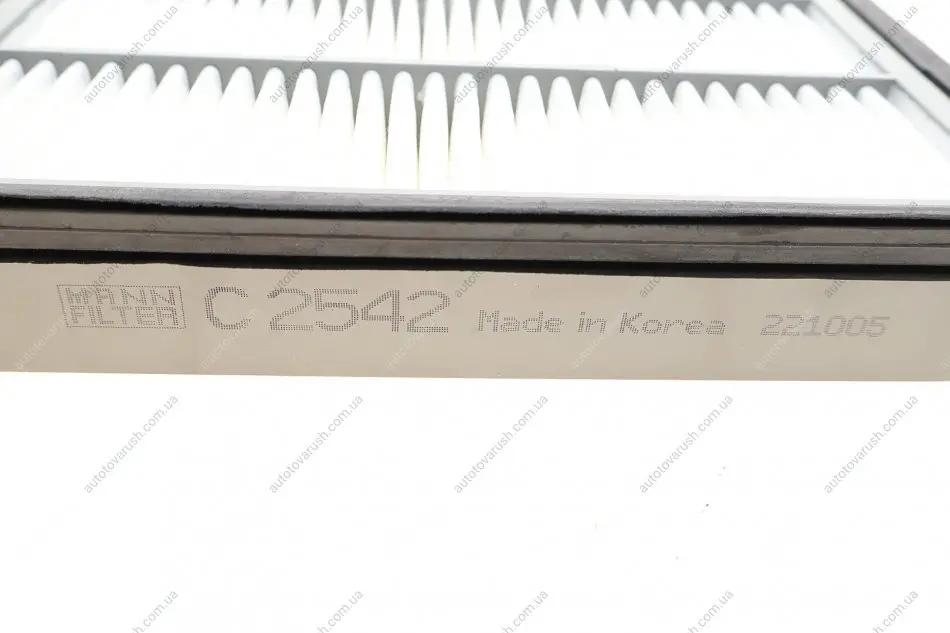 MANN
FILTER
C 2542 Made in Korea 221005
autotovarush.com.ua